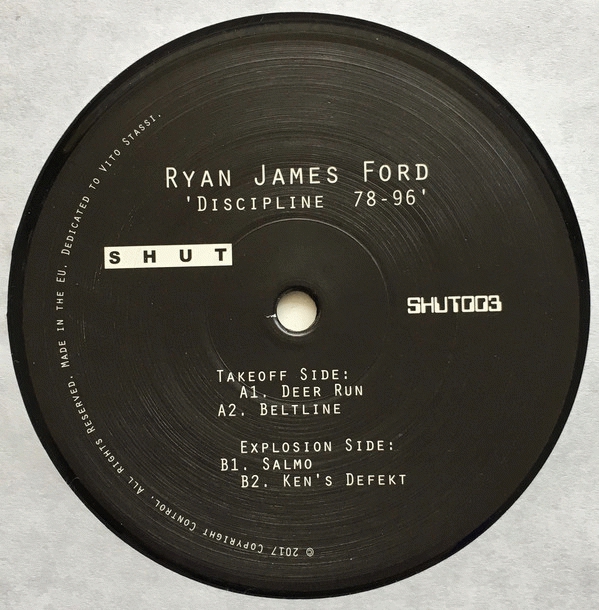 Ryan James Ford
'Discipline 78-96'
SHUT
SHUT003
Takeoff Side:
A1. Deer Run
A2. Beltline
Explosion Side:
B1. Salmo
B2. Ken's Defekt
© 2017 Copyright Control. All Rights Reserved. Made in the EU. Dedicated to Vito Stassi.